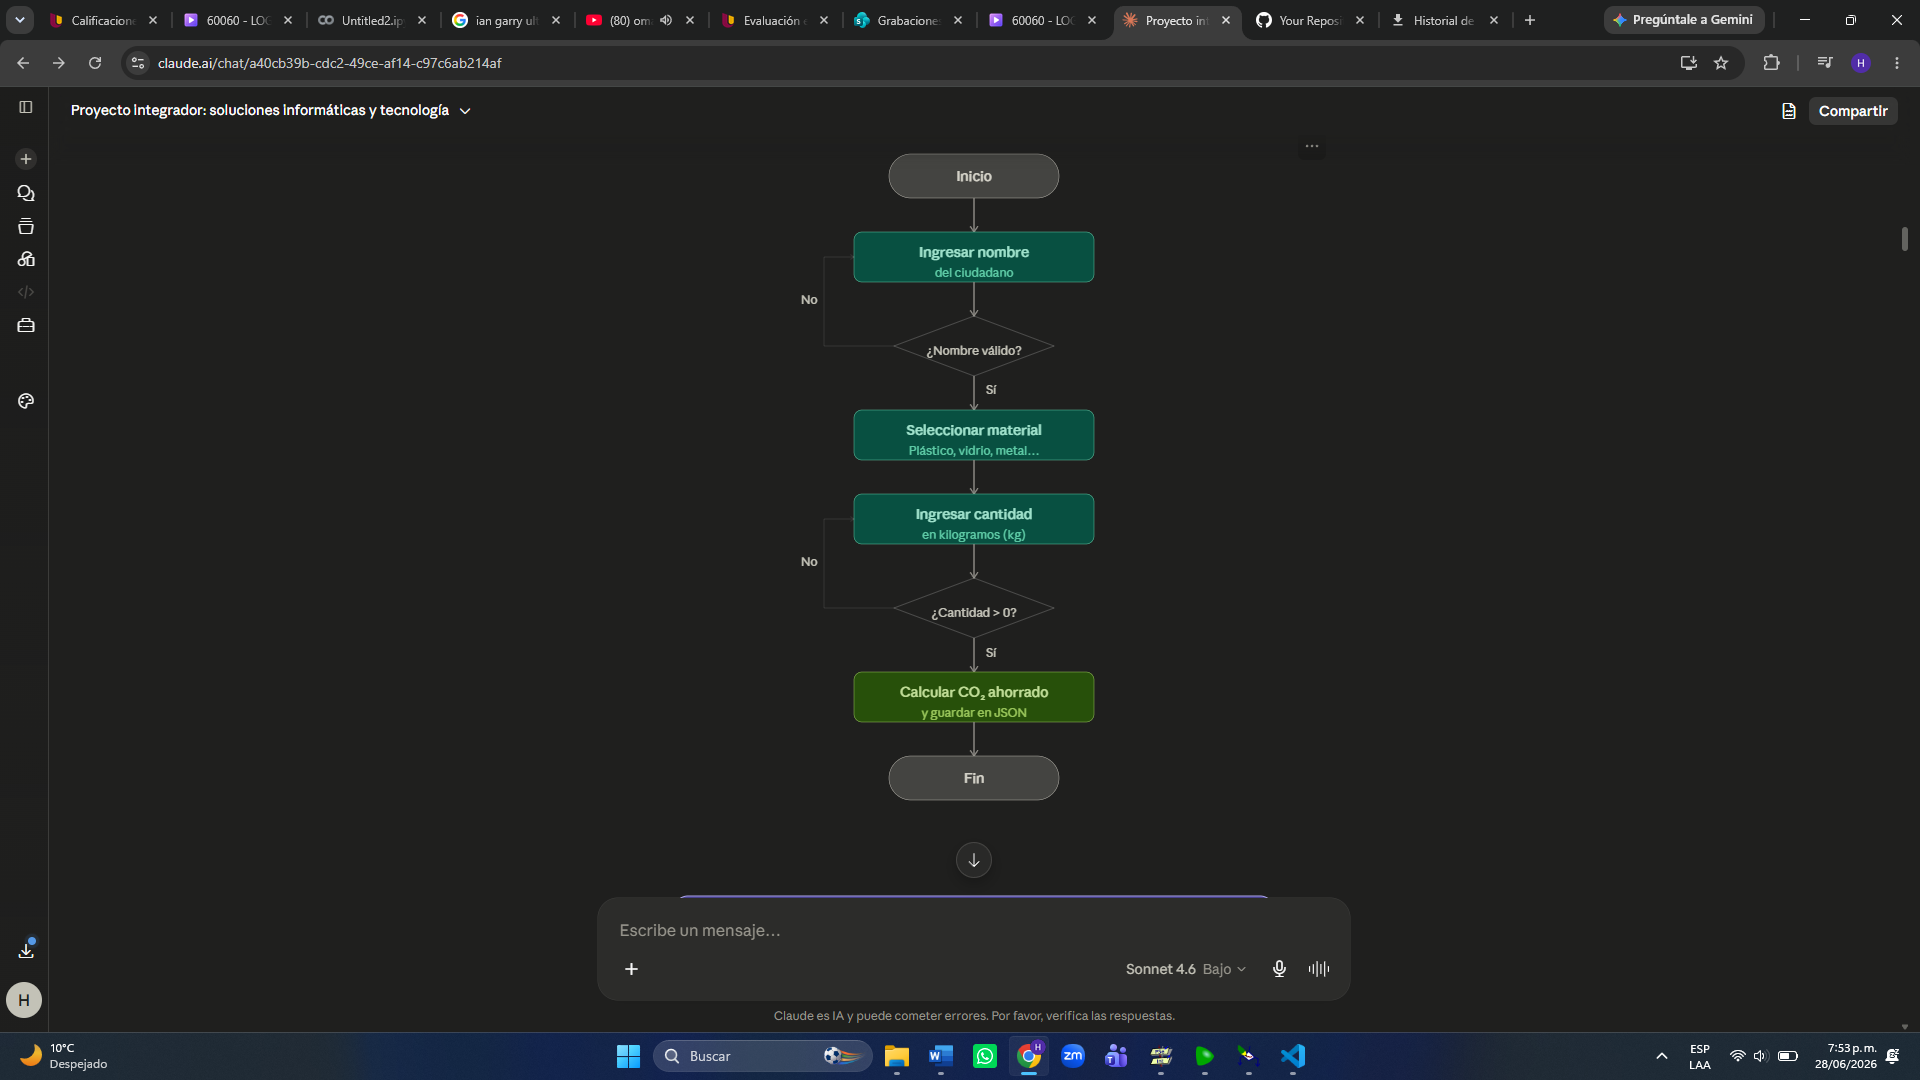 Calificacione
60060 - LOG
Untitled2.ip
ian garry ult
(80) om
Evaluación
Grabacione
60060 - LOG
Proyecto int
Your Reposi
Historial de
Pregúntale a Gemini
claude.ai/chat/a40cb39b-cdc2-49ce-af14-c97c6ab214af
H
Proyecto integrador: soluciones informáticas y tecnología
Compartir
Inicio
Ingresar nombre
del ciudadano
No
¿Nombre válido?
Sí
Seleccionar material
Plástico, vidrio, metal...
Ingresar cantidad
en kilogramos (kg)
No
¿Cantidad > 0?
Sí
Calcular CO₂ ahorrado
y guardar en JSON
Fin
Escribe un mensaje...
Sonnet 4.6 Bajo
H
Claude es IA y puede cometer errores. Por favor, verifica las respuestas.
10°C
Despejado
Buscar
H
zm
ESP
LAA
7:53 p. m.
28/06/2026